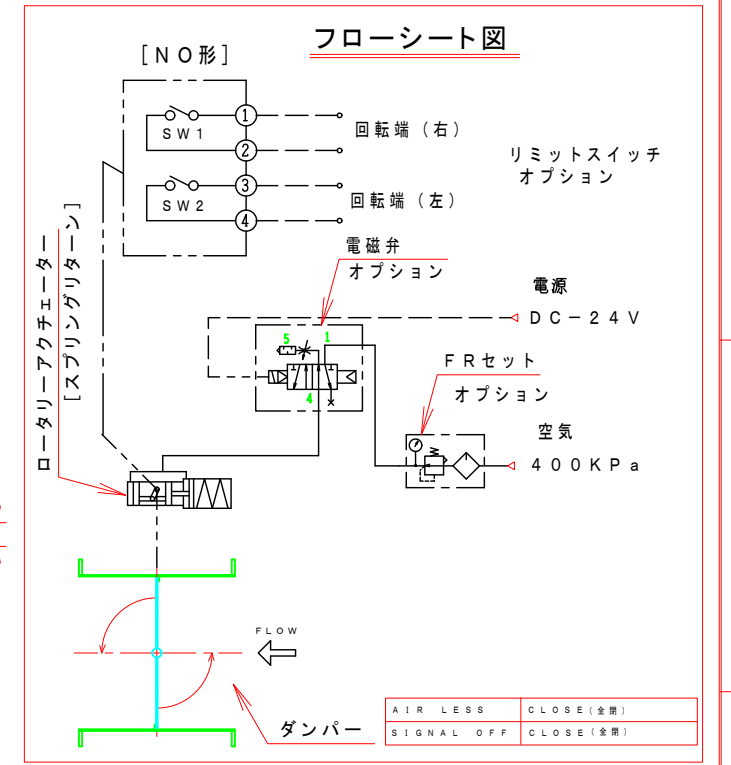 フローシート図
[NO形]
1
SW1
回転端(右)
2
リミットスイッチ
オプション
3
SW2
回転端(左)
4
ロータリーアクチェーター
[スプリングリターン]
電磁弁
オプション
電源
DC-24V
5
1
4
FRセット
オプション
空気
400KPa
FLOW
ダンパー
AIR LESS CLOSE(全閉)
SIGNAL OFF CLOSE(全閉)